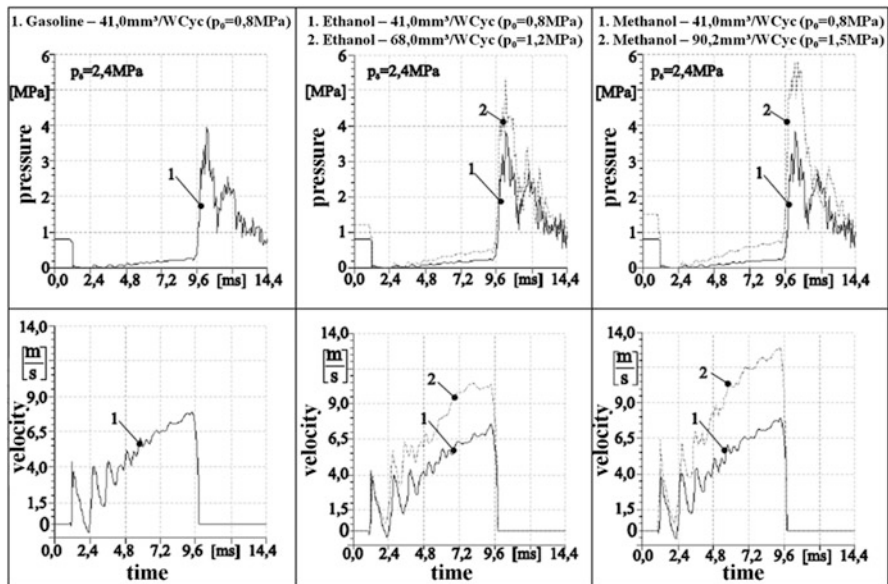 1. Gasoline – 41,0mm³/WCyc (p₀=0,8MPa)
1. Ethanol – 41,0mm³/WCyc (p₀=0,8MPa)
2. Ethanol – 68,0mm³/WCyc (p₀=1,2MPa)
1. Methanol – 41,0mm³/WCyc (p₀=0,8MPa)
2. Methanol – 90,2mm³/WCyc (p₀=1,5MPa)
6
[MPa]
4
3
2
1
0
pressure
pₛ=2,4MPa
1
0,0 2,4 4,8 7,2 9,6 [ms] 14,4
6
[MPa]
4
3
2
1
0
pressure
pₛ=2,4MPa
2
1
0,0 2,4 4,8 7,2 9,6 [ms] 14,4
6
[MPa]
4
3
2
1
0
pressure
pₛ=2,4MPa
2
1
0,0 2,4 4,8 7,2 9,6 [ms] 14,4
14,0
[m/s]
9,0
6,5
4,0
1,5
0
velocity
1
0,0 2,4 4,8 7,2 9,6 [ms] 14,4
time
14,0
[m/s]
9,0
6,5
4,0
1,5
0
velocity
2
1
0,0 2,4 4,8 [ms] 7,2 9,6 14,4
time
14,0
[m/s]
9,0
6,5
4,0
1,5
0
velocity
2
1
0,0 2,4 4,8 [ms] 7,2 9,6 14,4
time